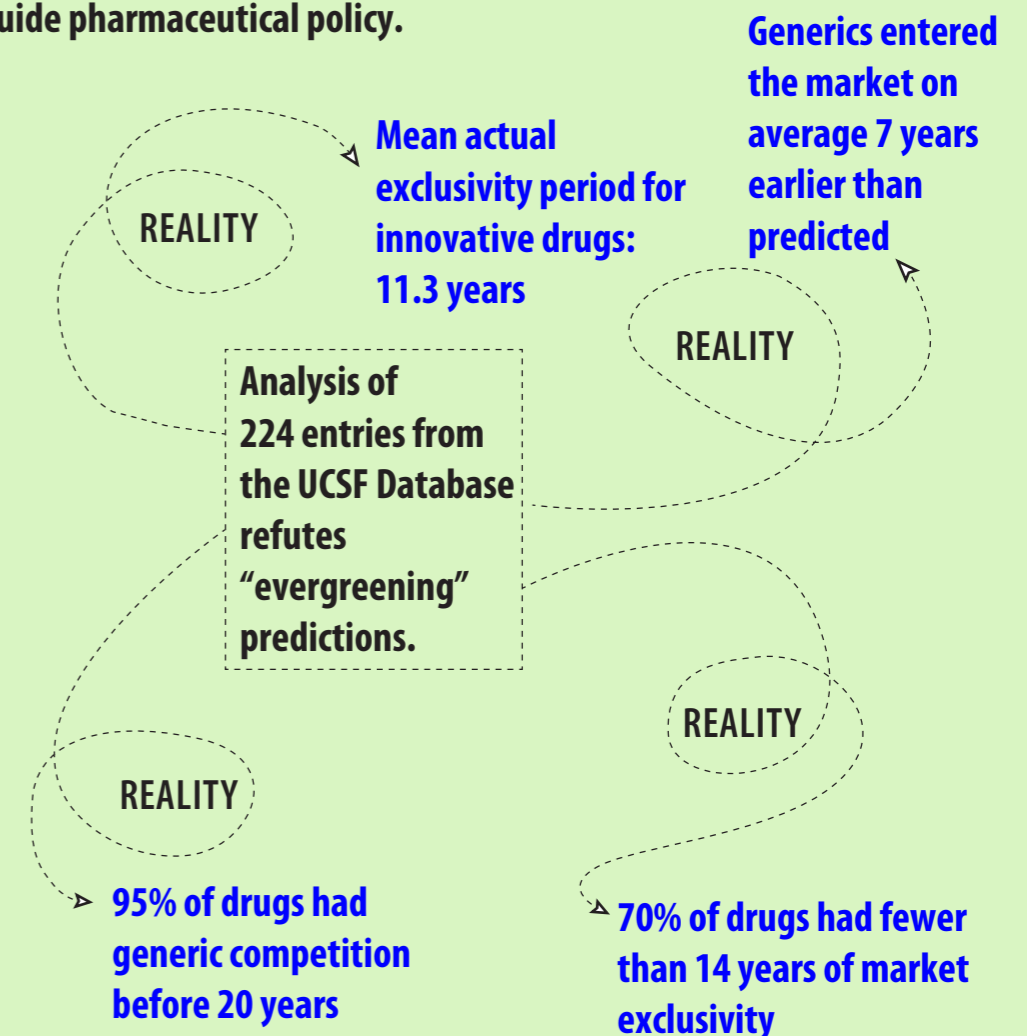 pharmaceutical policy.
Generics entered
the market on
average 7 years
earlier than
predicted
Mean actual
exclusivity period for
innovative drugs:
11.3 years
REALITY
REALITY
Analysis of
224 entries from
the UCSF Database
refutes
“evergreening”
predictions.
REALITY
REALITY
95% of drugs had
generic competition
before 20 years
70% of drugs had fewer
than 14 years of market
exclusivity